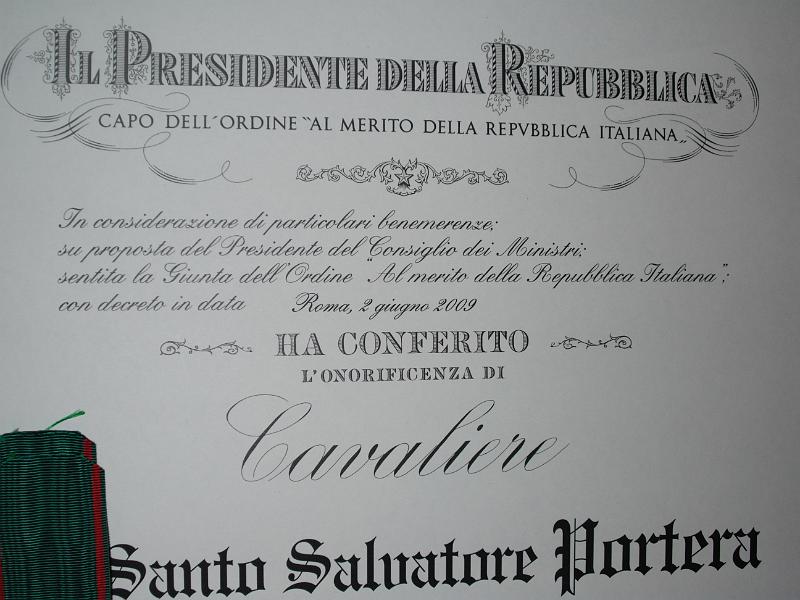 IL PRESIDENTE DELLA REPUBBLICA
CAPO DELL'ORDINE "AL MERITO DELLA REPVBBLICA ITALIANA„
In considerazione di particolari benemerenze;
su proposta del Presidente del Consiglio dei Ministri;
sentita la Giunta dell'Ordine "Al merito della Repubblica Italiana";
con decreto in data Roma, 2 giugno 2009
HA CONFERITO
L'ONORIFICENZA DI
Cavaliere
Santo Salvatore Portera